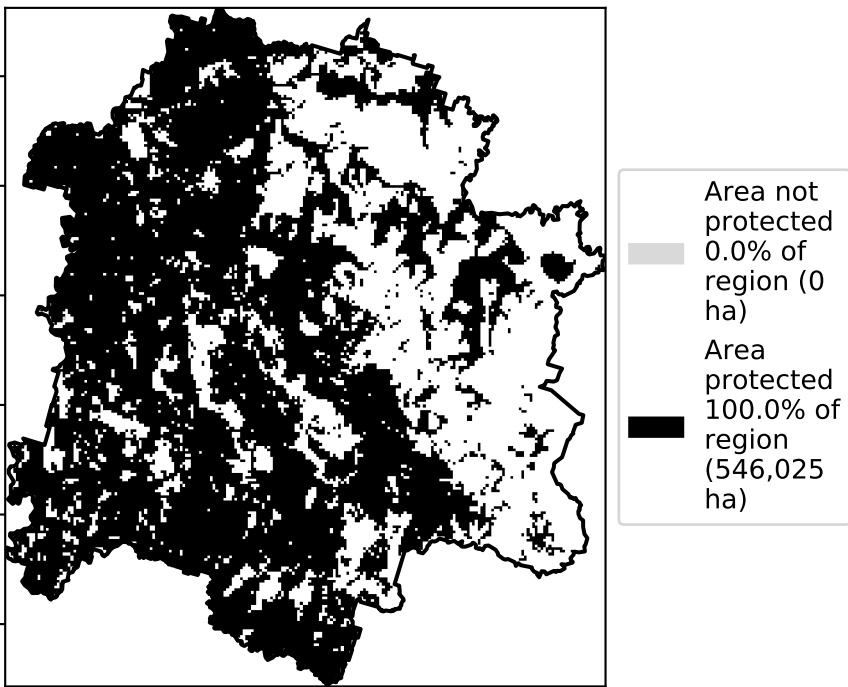 Area not
protected
0.0% of
region (0
ha)
Area
protected
100.0% of
region
(546,025
ha)